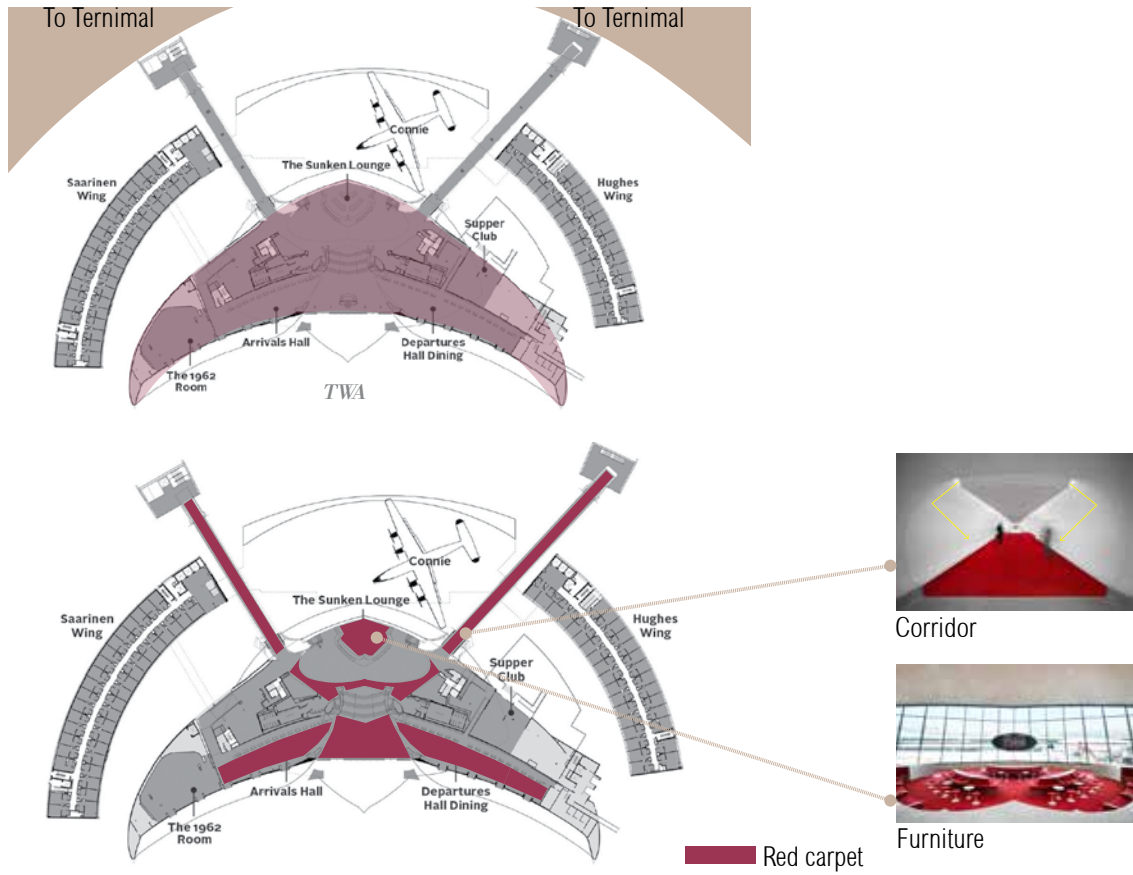 To Ternimal
To Ternimal
Connie
The Sunken Lounge
Saarinen
Wing
Hughes
Wing
Supper
Club
Arrivals Hall
Departures
Hall Dining
The 1962
Room
TWA
Connie
The Sunken Lounge
Saarinen
Wing
Hughes
Wing
Supper
Club
Arrivals Hall
Departures
Hall Dining
The 1962
Room
Corridor
Furniture
Red carpet